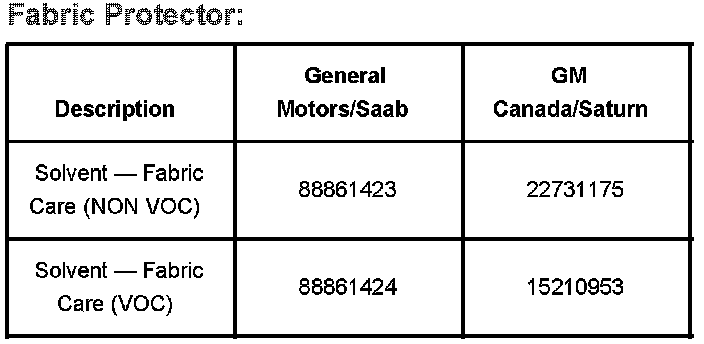 Fabric Protector:
Description
General
Motors/Saab
GM
Canada/Saturn
Solvent — Fabric
Care (NON VOC)
88861423
22731175
Solvent — Fabric
Care (VOC)
88861424
15210953